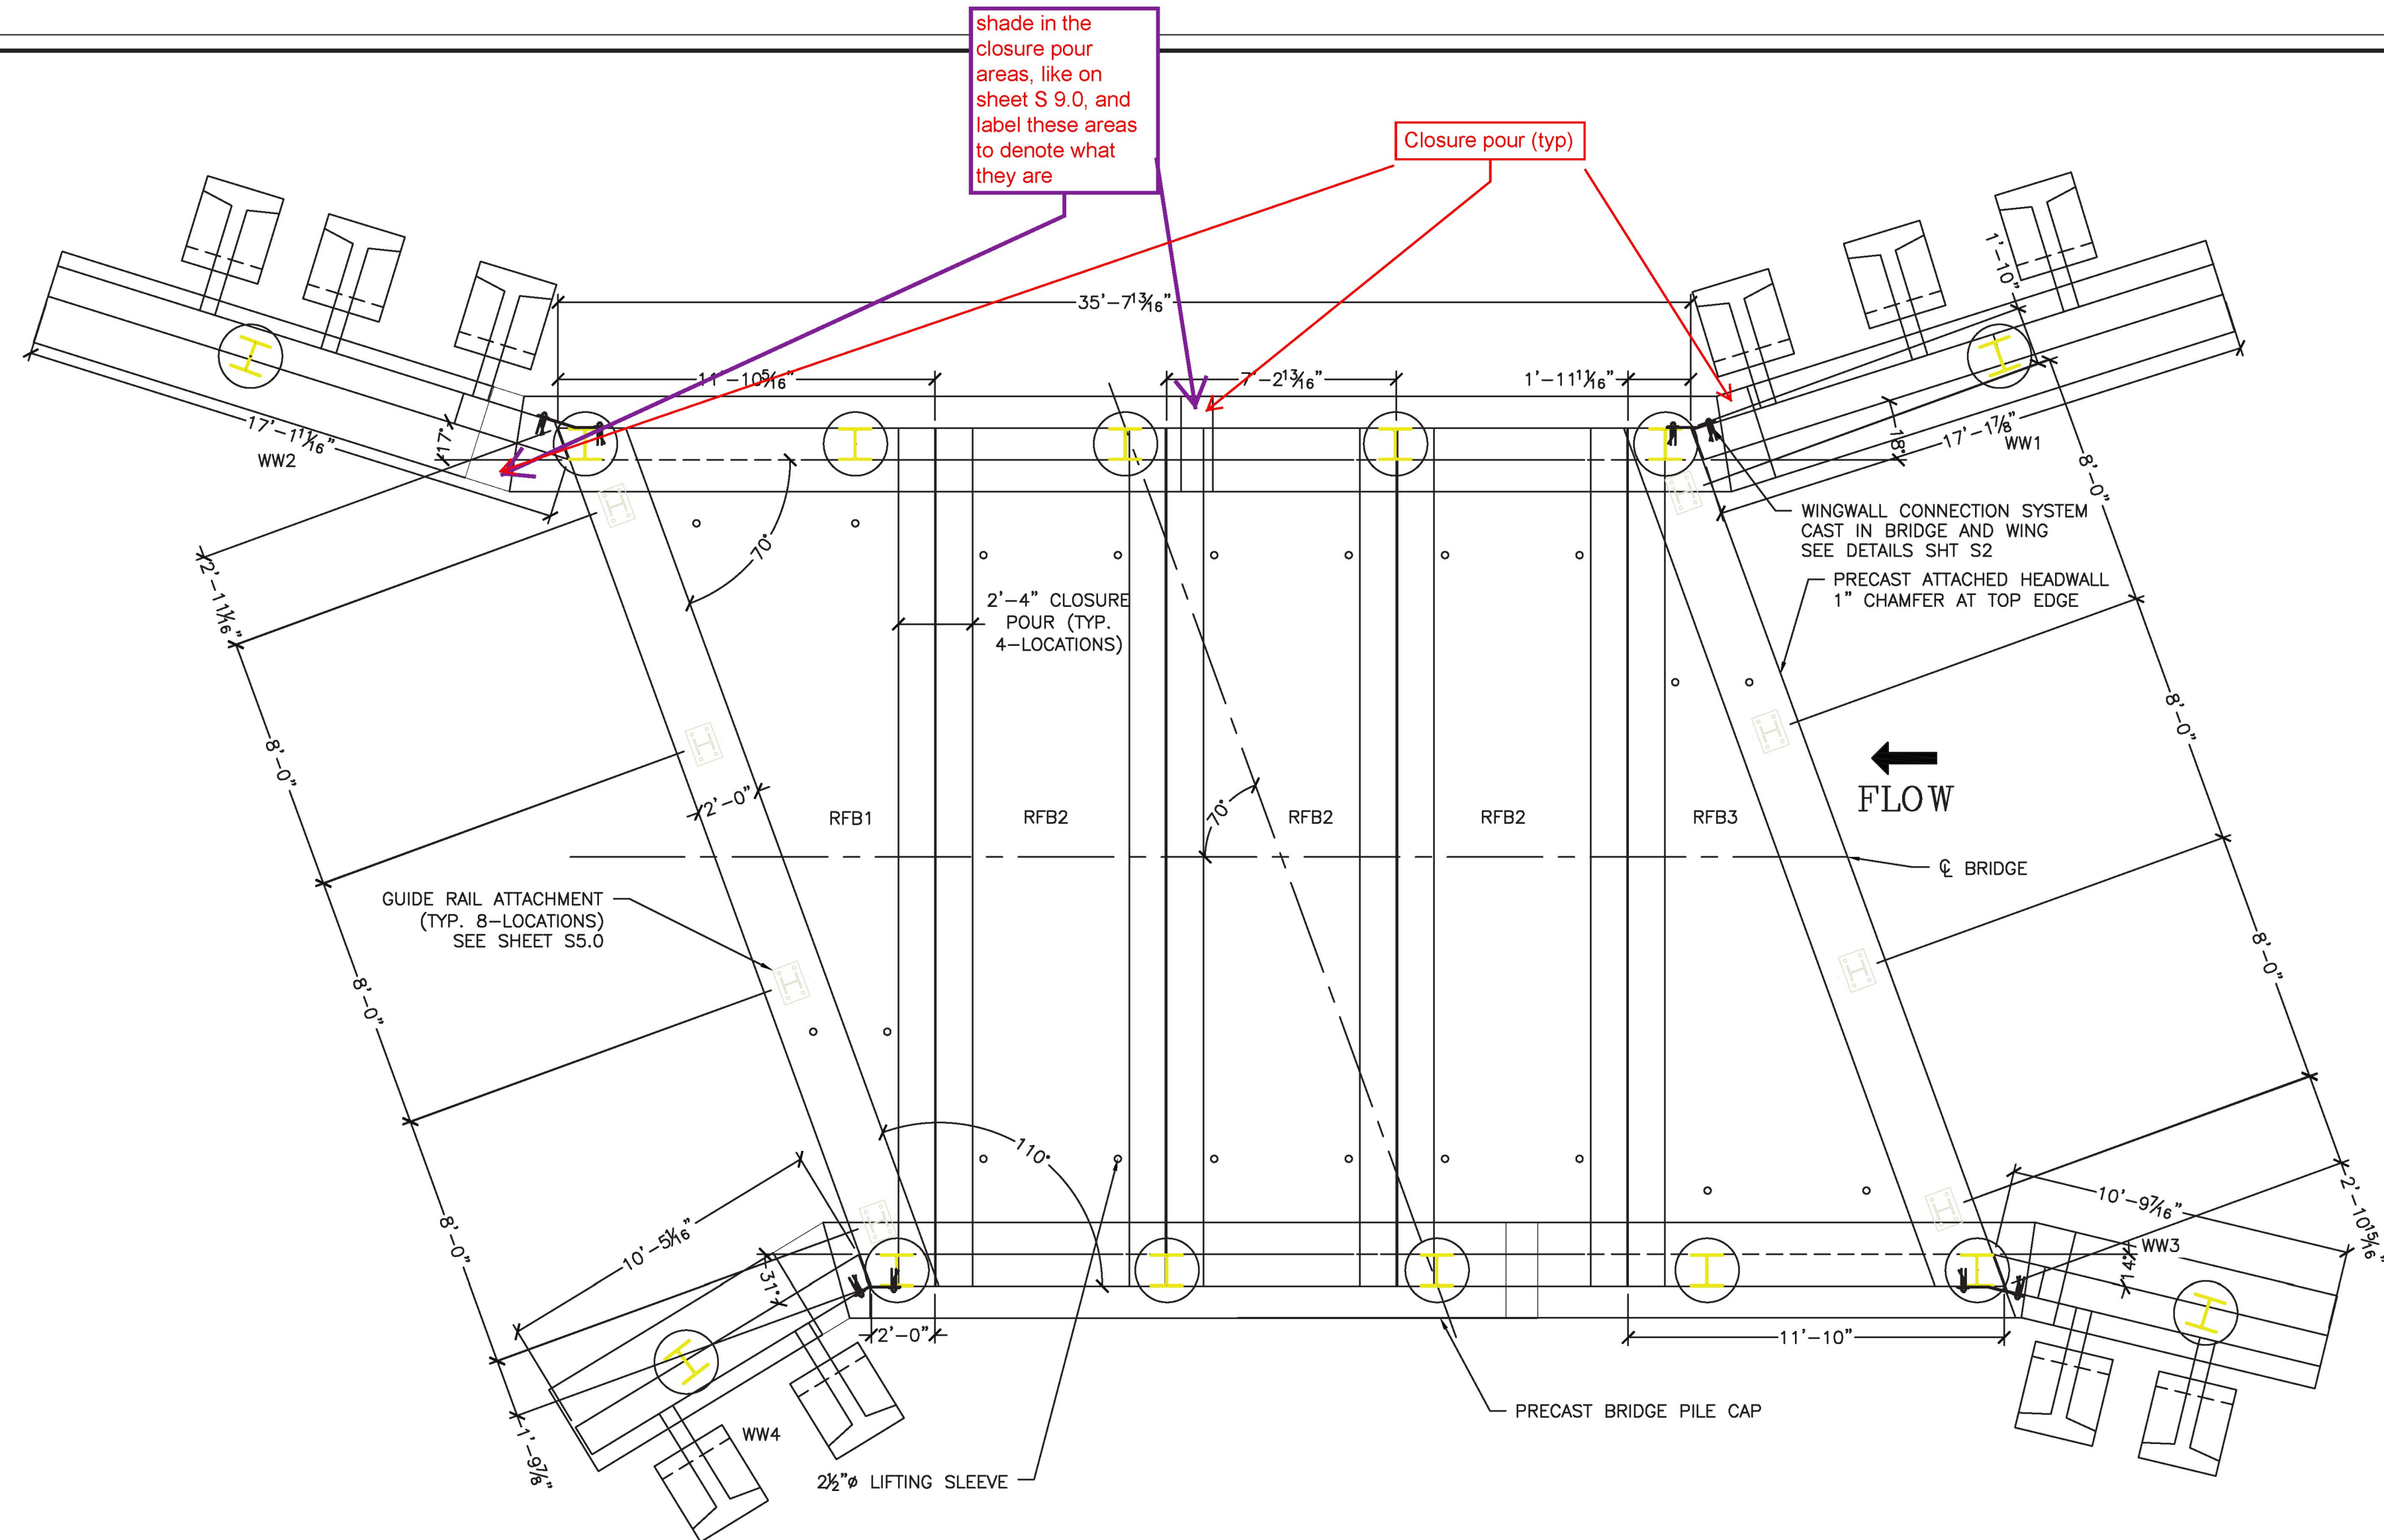 shade in the
closure pour
areas, like on
sheet S 9.0, and
label these areas
to denote what
they are
Closure pour (typ)
35'-7 13/16"
11'-10 5/16"
7'-2 13/16"
1'-11 11/16"
1'-10"
17'-1 11/16"
WW2
17°
18°
17'-1 7/8"
WW1
8'-0"
WINGWALL CONNECTION SYSTEM
CAST IN BRIDGE AND WING
SEE DETAILS SHT S2
PRECAST ATTACHED HEADWALL
1" CHAMFER AT TOP EDGE
2'-11 1/16"
70°
2'-4" CLOSURE
POUR (TYP.
4-LOCATIONS)
8'-0"
8'-0"
2'-0"
RFB1
RFB2
70°
RFB2
RFB2
RFB3
FLOW
℄ BRIDGE
GUIDE RAIL ATTACHMENT
(TYP. 8-LOCATIONS)
SEE SHEET S5.0
8'-0"
8'-0"
8'-0"
110°
10'-5 1/16"
31°
10'-9 7/16"
2'-10 15/16"
WW3
14°
2'-0"
11'-10"
PRECAST BRIDGE PILE CAP
WW4
1'-9 7/8"
2½"ø LIFTING SLEEVE